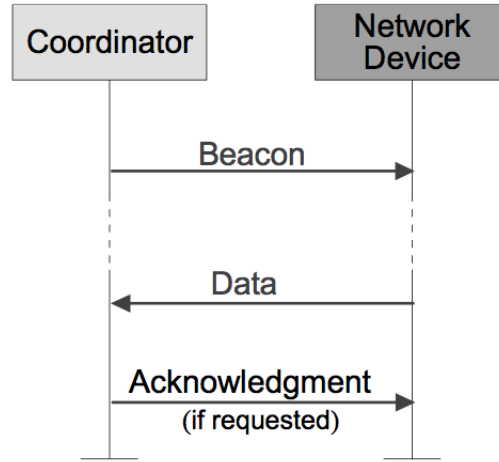 Coordinator
Network
Device
Beacon
Data
Acknowledgment
(if requested)